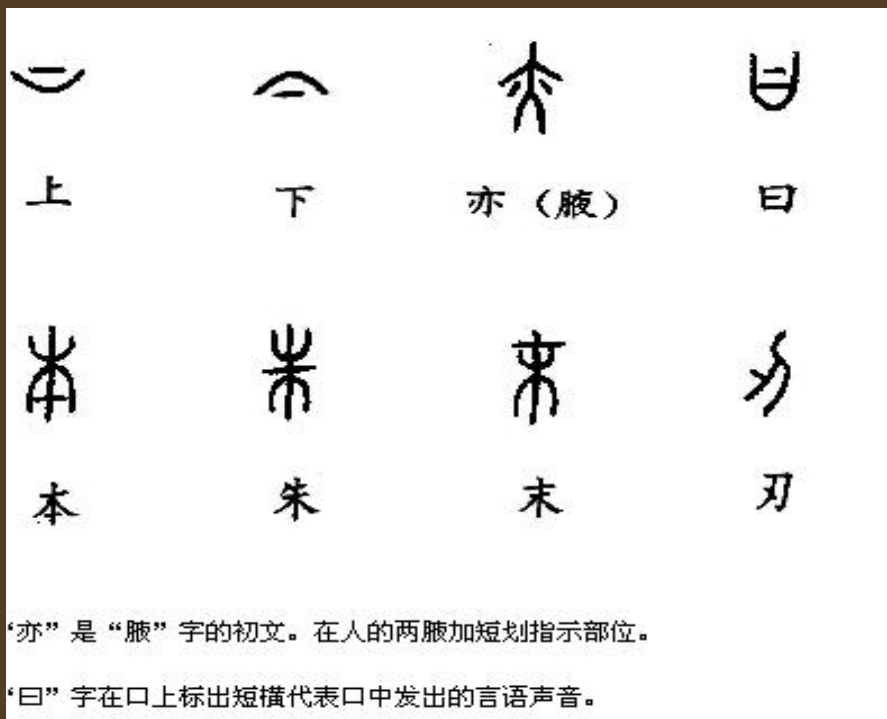 上 下 亦（腋） 曰
本 朱 末 刃
‘亦”是“腋”字的初文。在人的两腋加短划指示部位。
‘曰”字在口上标出短横代表口中发出的言语声音。